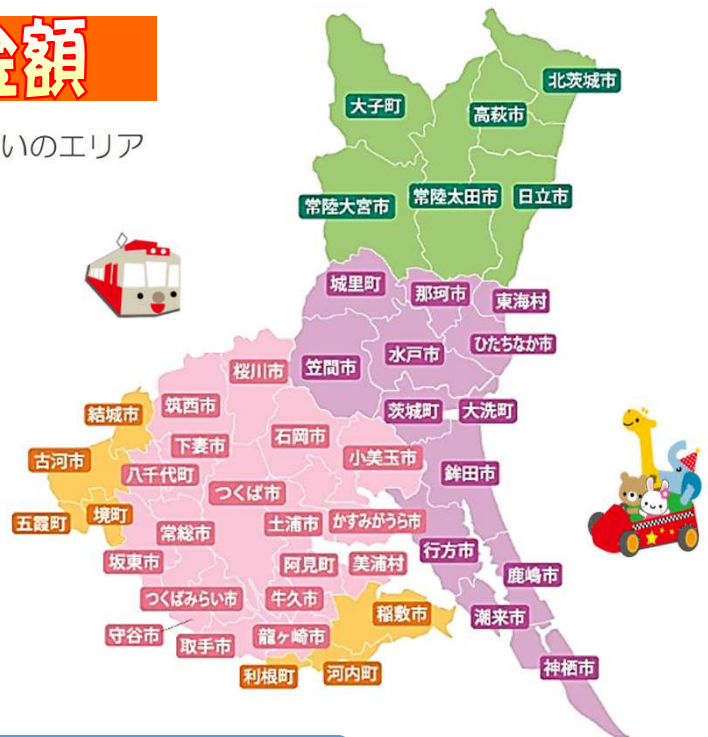 金額
いのエリア
北茨城市
大子町
高萩市
常陸大宮市
常陸太田市
日立市
城里町
那珂市
東海村
ひたちなか市
水戸市
笠間市
桜川市
筑西市
結城市
茨城町
大洗町
石岡市
下妻市
小美玉市
古河市
八千代町
鉾田市
つくば市
五霞町
境町
土浦市
かすみがうら市
常総市
行方市
坂東市
阿見町
美浦村
鹿嶋市
つくばみらい市
牛久市
稲敷市
潮来市
守谷市
取手市
龍ヶ崎市
神栖市
利根町
河内町